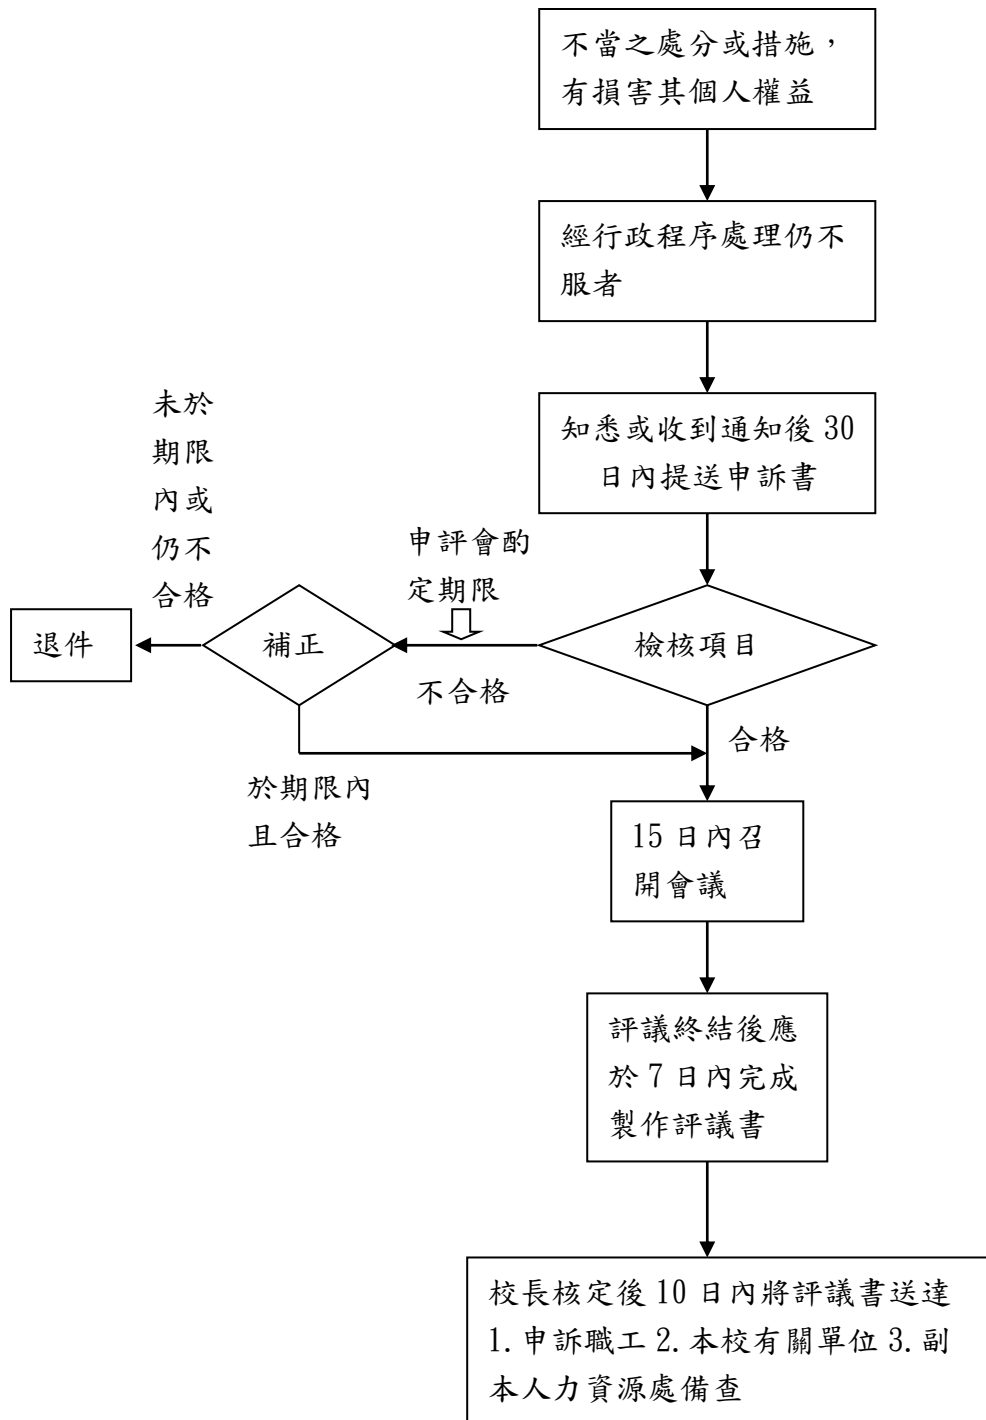 不當之處分或措施，
有損害其個人權益
經行政程序處理仍不
服者
知悉或收到通知後 30
日內提送申訴書
未於
期限
內或
仍不
合格
申評會酌
定期限
退件
補正
檢核項目
不合格
合格
於期限內
且合格
15 日內召
開會議
評議終結後應
於 7 日內完成
製作評議書
校長核定後 10 日內將評議書送達
1. 申訴職工 2. 本校有關單位 3. 副
本人力資源處備查